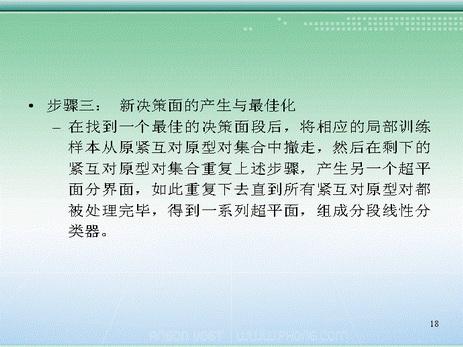 • 步骤三： 新决策面的产生与最佳化
– 在找到一个最佳的决策面段后，将相应的局部训练
样本从原紧互对原型对集合中撤走，然后在剩下的
紧互对原型对集合重复上述步骤，产生另一个超平
面分界面，如此重复下去直到所有紧互对原型对都
被处理完毕，得到一系列超平面，组成分段线性分
类器。
18